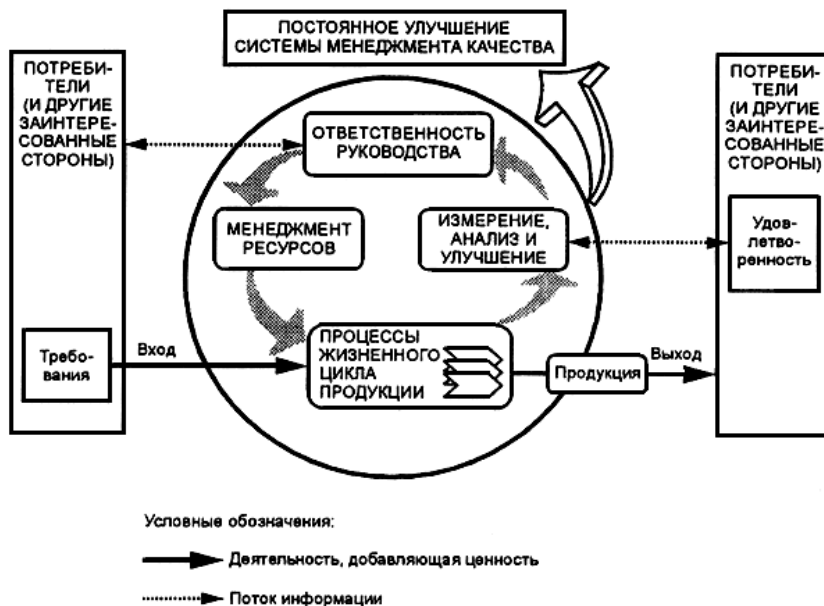 ПОСТОЯННОЕ УЛУЧШЕНИЕ
СИСТЕМЫ МЕНЕДЖМЕНТА КАЧЕСТВА
ПОТРЕБИ-
ТЕЛИ
(И ДРУГИЕ
ЗАИНТЕРЕ-
СОВАННЫЕ
СТОРОНЫ)
ПОТРЕБИ-
ТЕЛИ
(И ДРУГИЕ
ЗАИНТЕРЕ-
СОВАННЫЕ
СТОРОНЫ)
ОТВЕТСТВЕННОСТЬ
РУКОВОДСТВА
МЕНЕДЖМЕНТ
РЕСУРСОВ
ИЗМЕРЕНИЕ,
АНАЛИЗ И
УЛУЧШЕНИЕ
Удов-
летво-
ренность
Требо-
вания
Вход
ПРОЦЕССЫ
ЖИЗНЕННОГО
ЦИКЛА
ПРОДУКЦИИ
Продукция
Выход
Условные обозначения:
Деятельность, добавляющая ценность
Поток информации